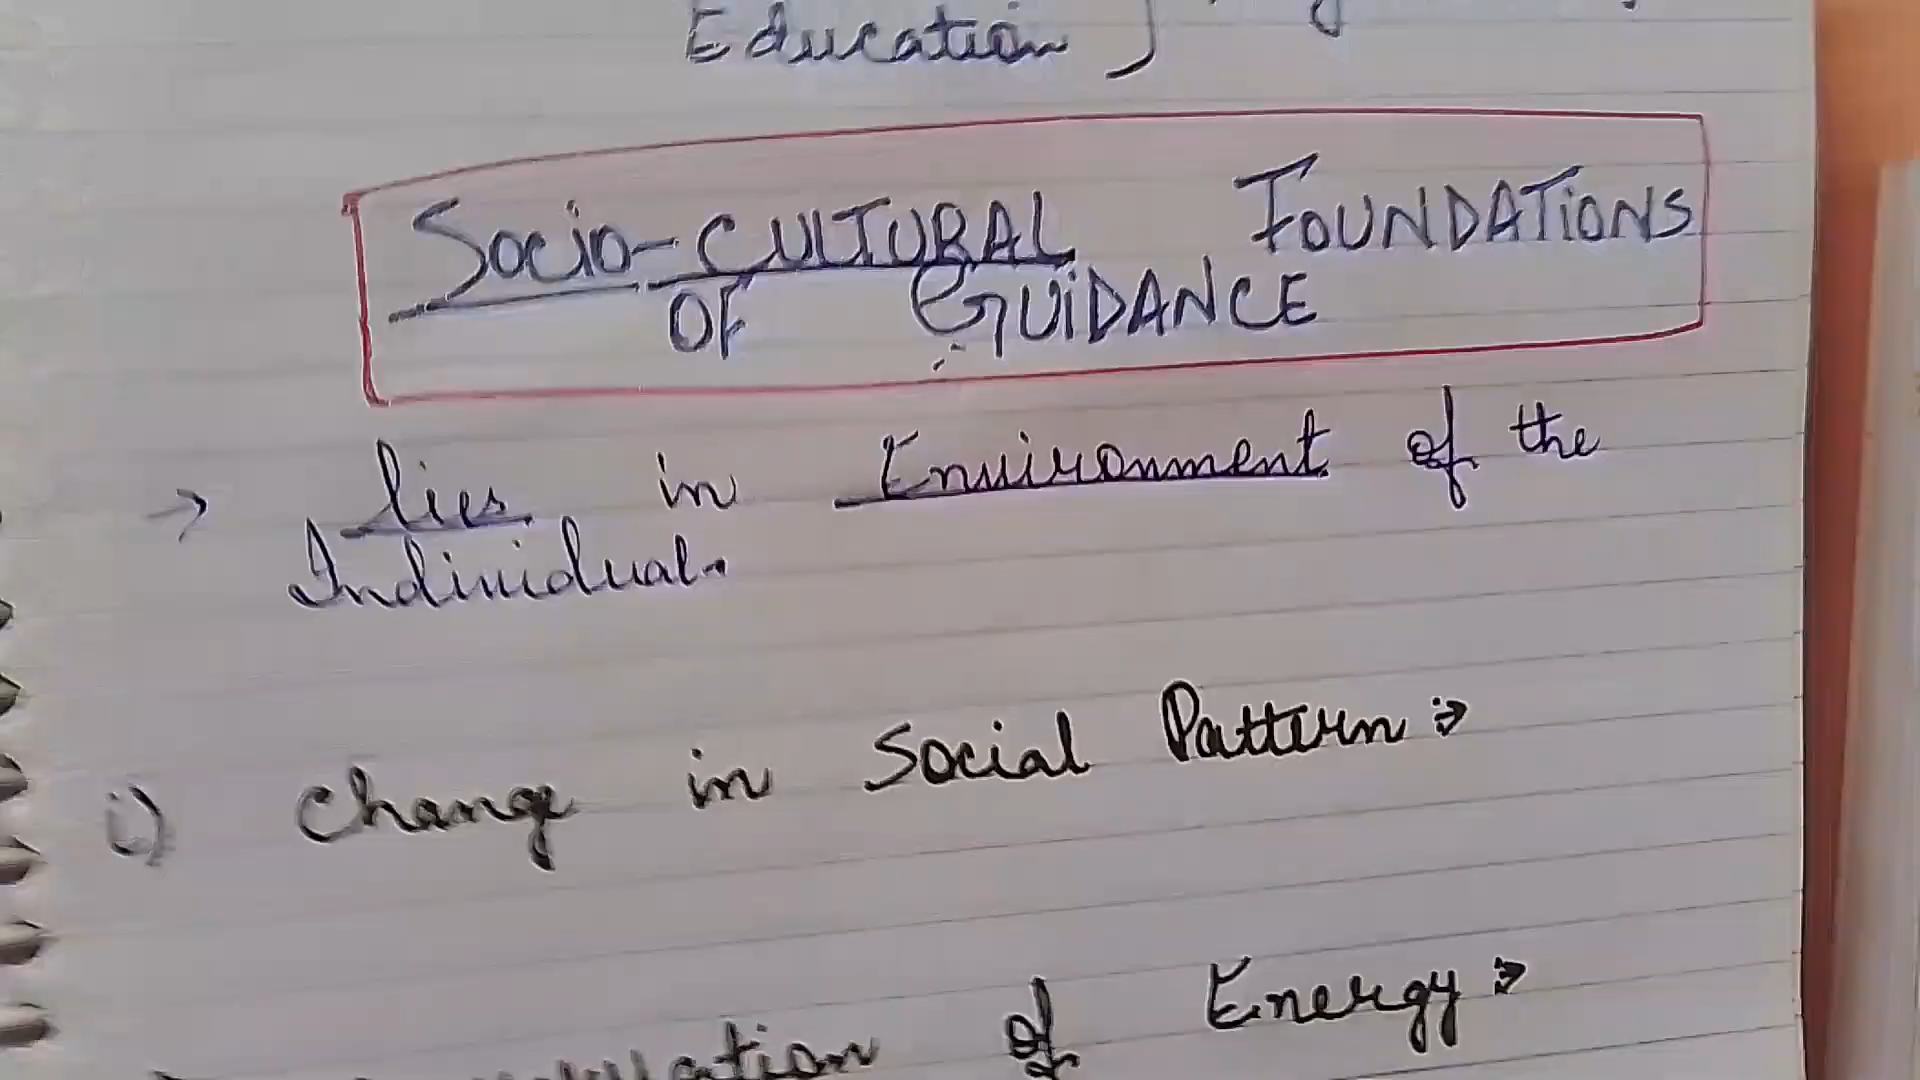 Education )
SOCIO-CULTURAL FOUNDATIONS
OF GUIDANCE
→ lies in Environment of the
Individual.
i) Change in Social Pattern :→
of Energy :→